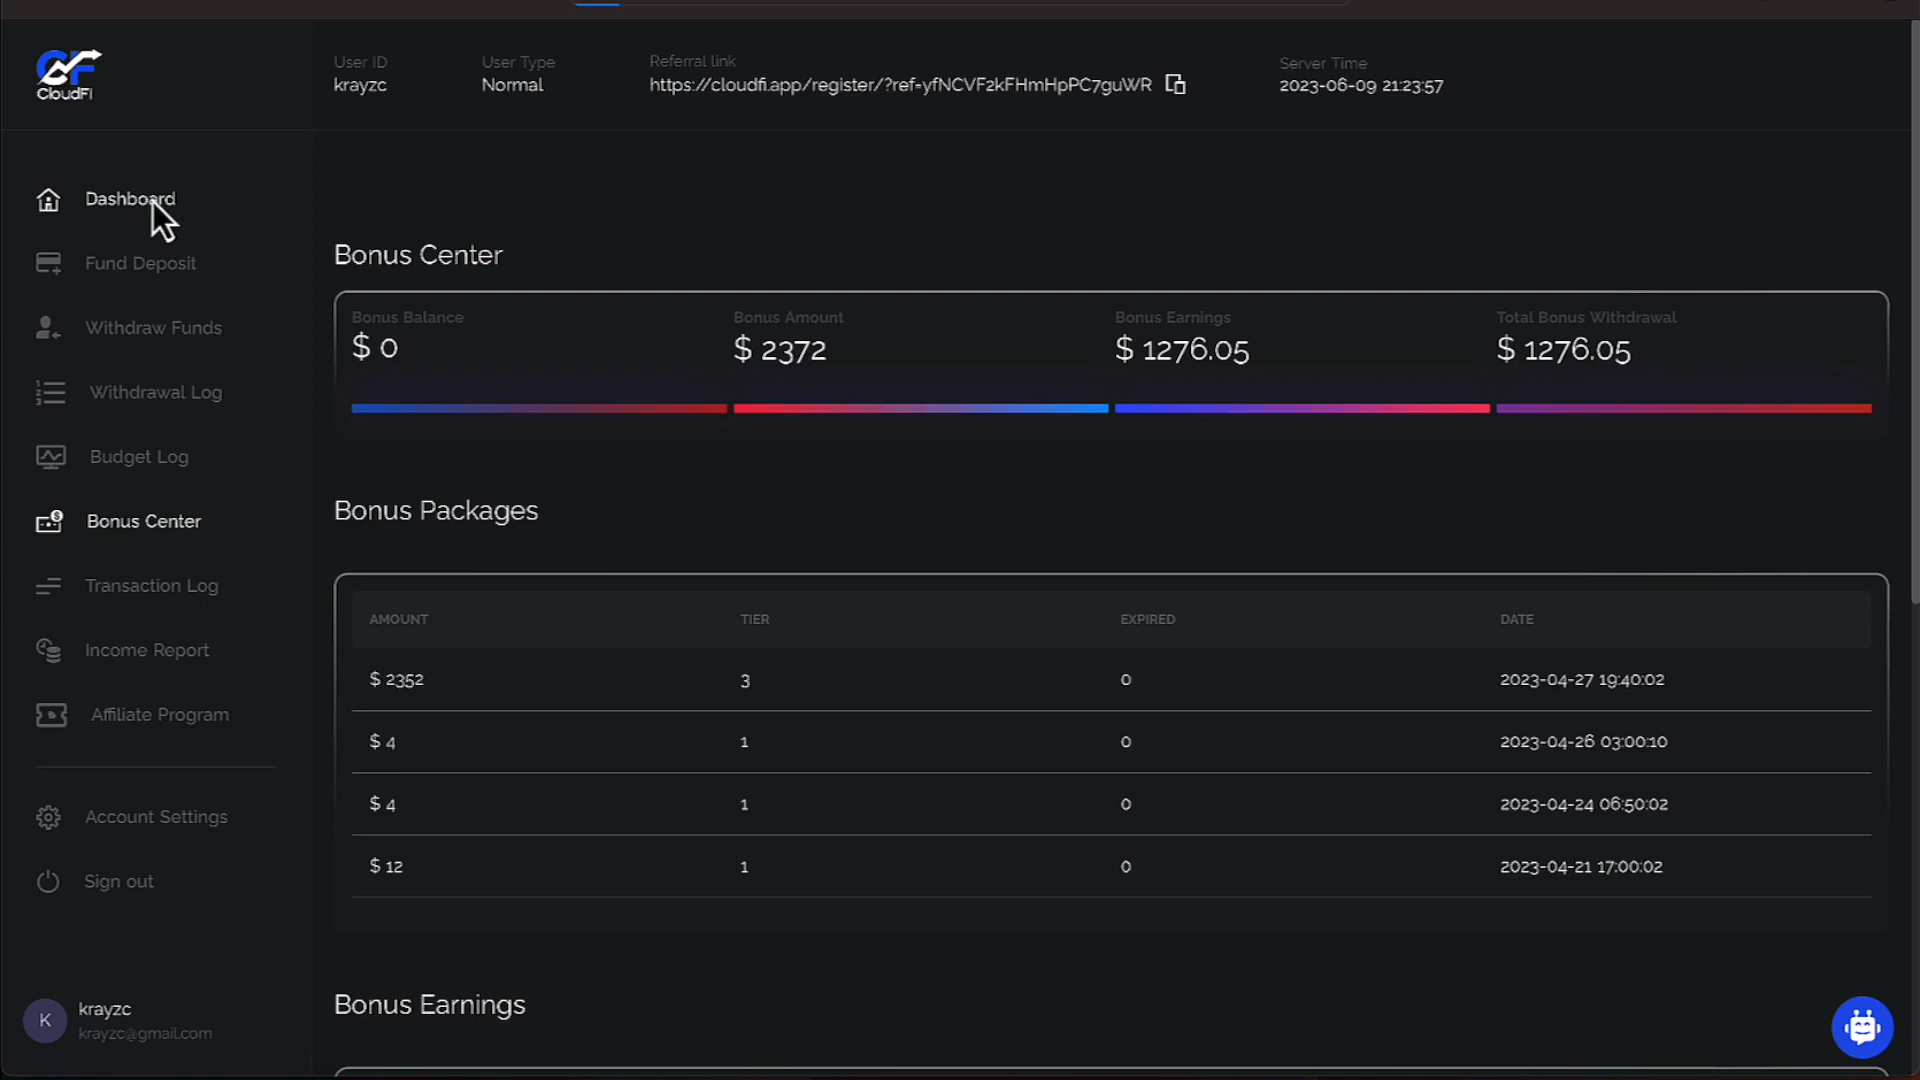 CF
CloudFi
User ID
krayzc
User Type
Normal
Referral link
https://cloudfi.app/register/?ref=yfNCVF2kFHmHpPC7guWR
Server Time
2023-06-09 21:23:57
Dashboard
Fund Deposit
Withdraw Funds
Withdrawal Log
Budget Log
Bonus Center
Transaction Log
Income Report
Affiliate Program
Account Settings
Sign out
K
krayzc
krayzc@gmail.com
Bonus Center
Bonus Balance
$ 0
Bonus Amount
$ 2372
Bonus Earnings
$ 1276.05
Total Bonus Withdrawal
$ 1276.05
Bonus Packages
AMOUNT TIER EXPIRED DATE
$ 2352 3 0 2023-04-27 19:40:02
$ 4 1 0 2023-04-26 03:00:10
$ 4 1 0 2023-04-24 06:50:02
$ 12 1 0 2023-04-21 17:00:02
Bonus Earnings